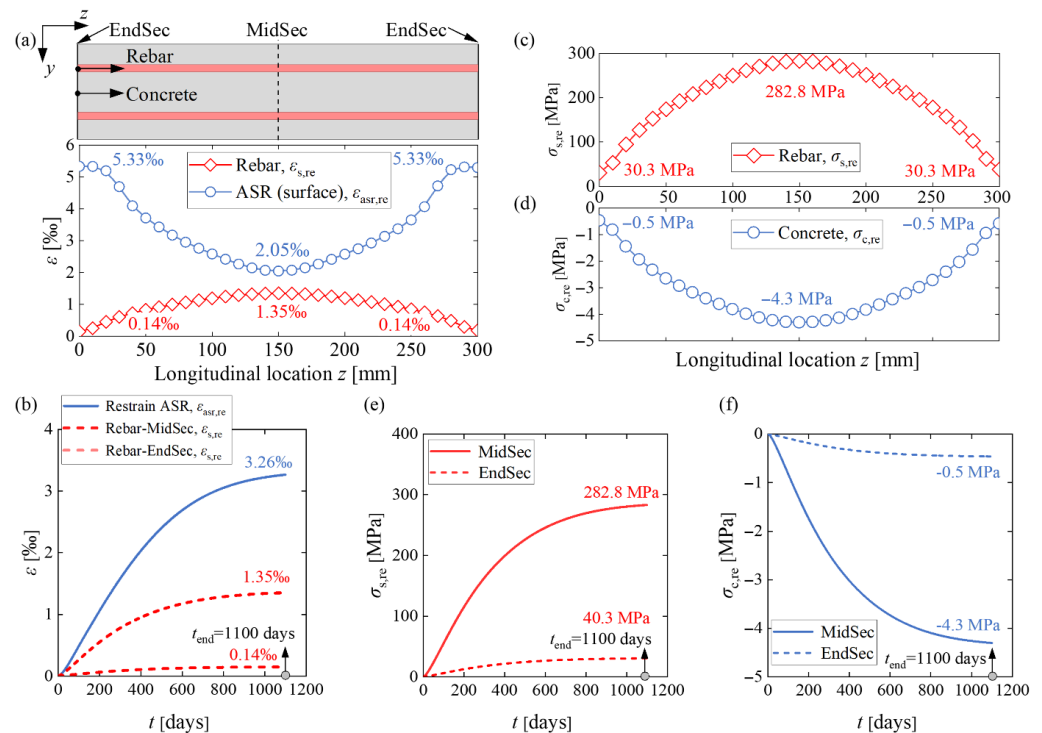 (a)
z
EndSec
MidSec
EndSec
y
Rebar
Concrete
6
5
4
3
2
1
0
ε [‰]
5.33‰
5.33‰
Rebar, εs,re
ASR (surface), εasr,re
2.05‰
1.35‰
0.14‰
0.14‰
0 50 100 150 200 250 300
Longitudinal location z [mm]
(c)
300
200
100
0
σs,re [MPa]
282.8 MPa
30.3 MPa
Rebar, σs,re
30.3 MPa
0 50 100 150 200 250 300
(d)
0
−1
−2
−3
−4
−5
σc,re [MPa]
−0.5 MPa
Concrete, σc,re
−0.5 MPa
−4.3 MPa
0 50 100 150 200 250 300
Longitudinal location z [mm]
(b)
Restrain ASR, εasr,re
Rebar-MidSec, εs,re
Rebar-EndSec, εs,re
4
3
2
1
0
ε [‰]
3.26‰
1.35‰
tend=1100 days
0.14‰
0 200 400 600 800 1000 1200
t [days]
(e)
400
300
200
100
0
σs,re [MPa]
MidSec
EndSec
282.8 MPa
40.3 MPa
tend=1100 days
0 200 400 600 800 1000 1200
t [days]
(f)
0
−1
−2
−3
−4
−5
σc,re [MPa]
-0.5 MPa
-4.3 MPa
MidSec
EndSec
tend=1100 days
0 200 400 600 800 1000 1200
t [days]